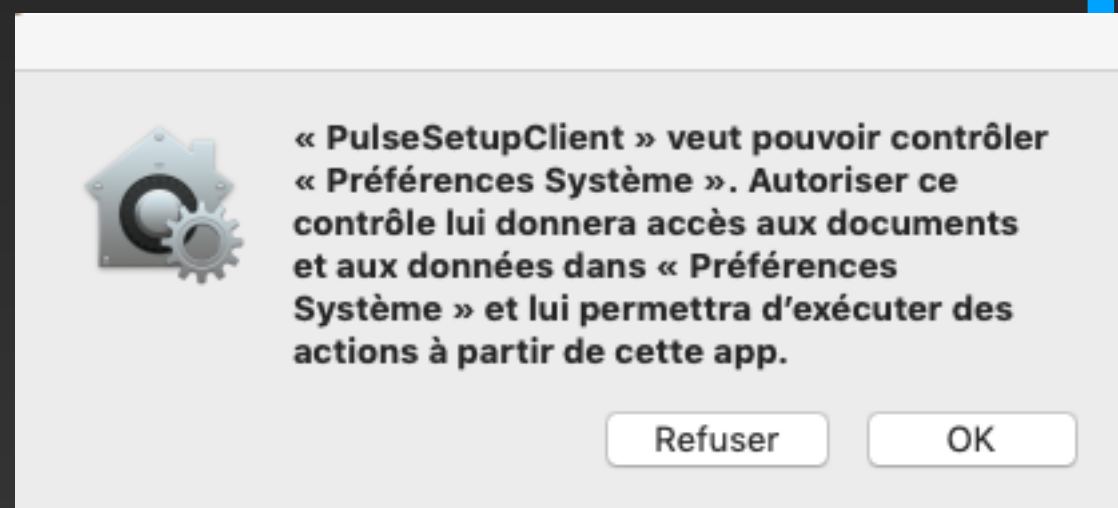 « PulseSetupClient » veut pouvoir contrôler
« Préférences Système ». Autoriser ce
contrôle lui donnera accès aux documents
et aux données dans « Préférences
Système » et lui permettra d’exécuter des
actions à partir de cette app.
Refuser
OK